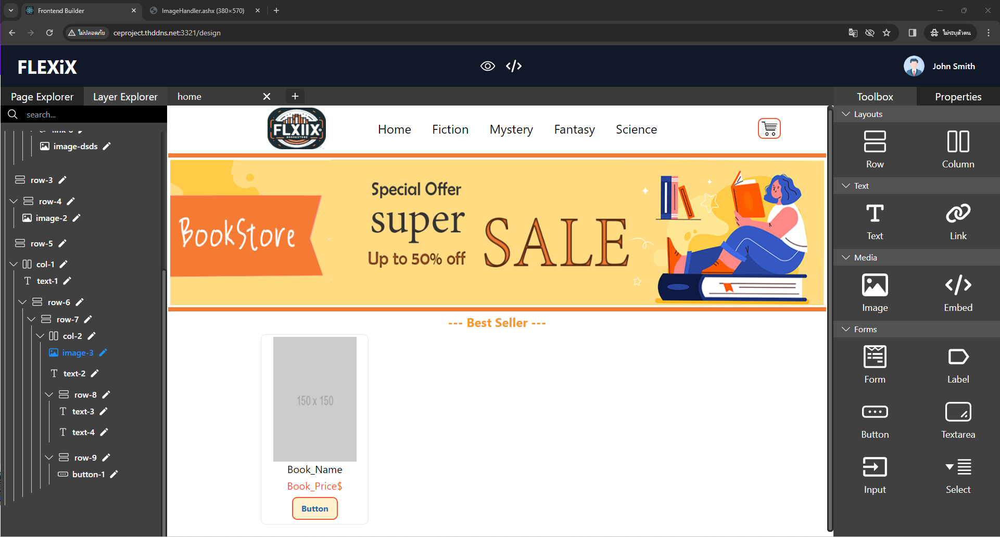 Frontend Builder
ImageHandler.ashx (380×570)
ไม่ปลอดภัย
ceproject.thddns.net:3321/design
ไม่ระบุตัวตน
FLEXiX
John Smith
Page Explorer
Layer Explorer
home
Toolbox
Properties
search...
image-dsds
row-3
row-4
image-2
row-5
col-1
text-1
row-6
row-7
col-2
image-3
text-2
row-8
text-3
text-4
row-9
button-1
FLXIIX
Home
Fiction
Mystery
Fantasy
Science
BookStore
Special Offer
super
SALE
Up to 50% off
--- Best Seller ---
150 x 150
Book_Name
Book_Price$
Button
Layouts
Row
Column
Text
Text
Link
Media
Image
Embed
Forms
Form
Label
Button
Textarea
Input
Select